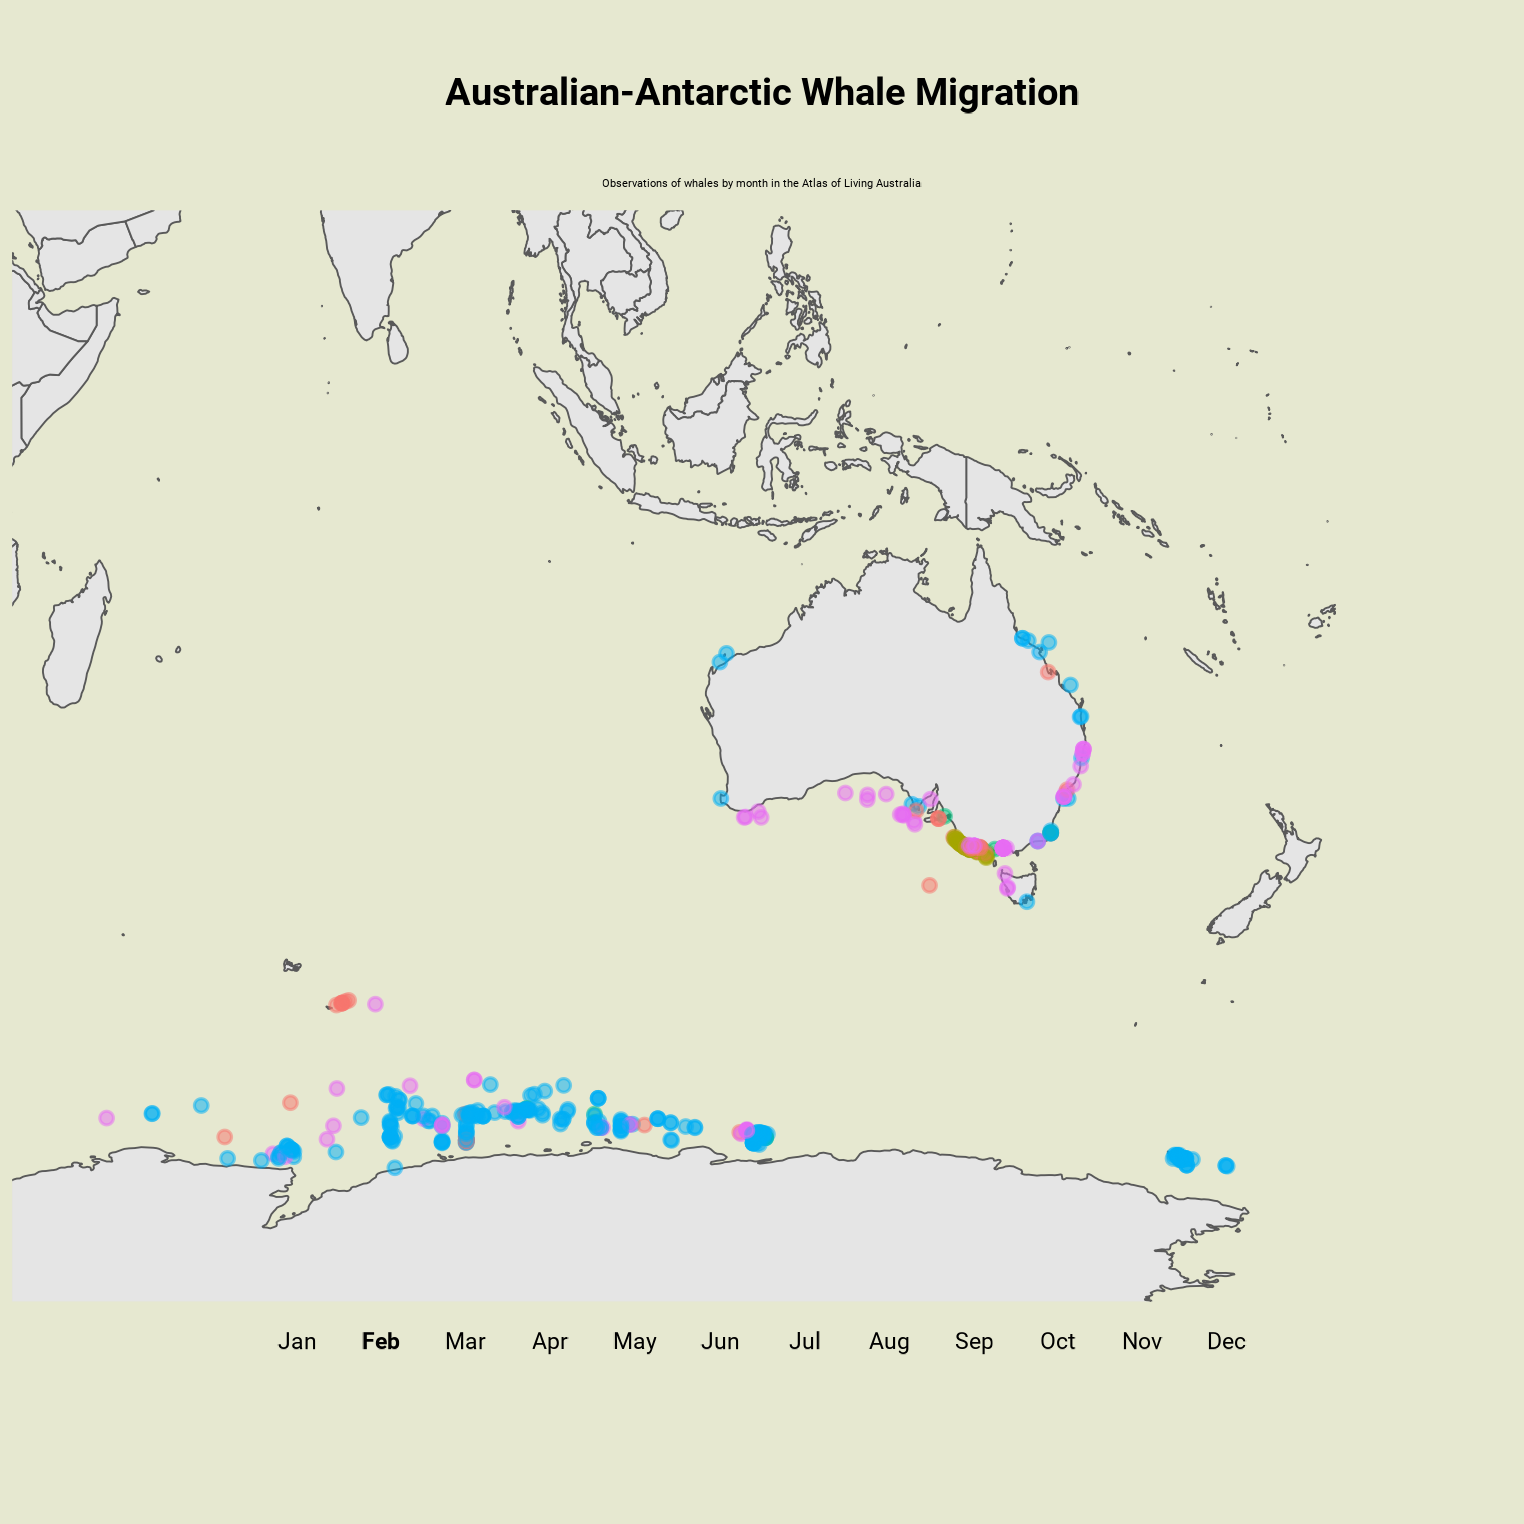 Australian-Antarctic Whale Migration
Observations of whales by month in the Atlas of Living Australia
Jan Feb Mar Apr May Jun Jul Aug Sep Oct Nov Dec